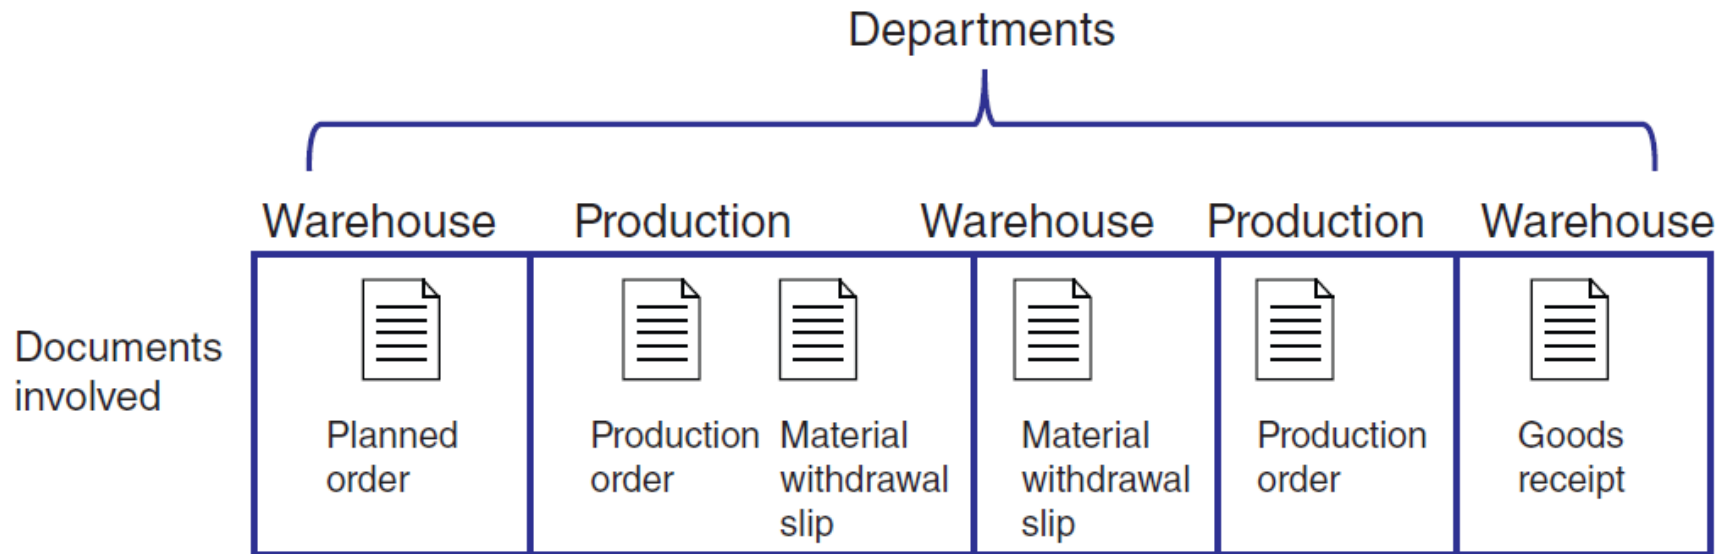 Departments
Warehouse Production Warehouse Production Warehouse
Documents
involved
Planned
order
Production
order
Material
withdrawal
slip
Material
withdrawal
slip
Production
order
Goods
receipt